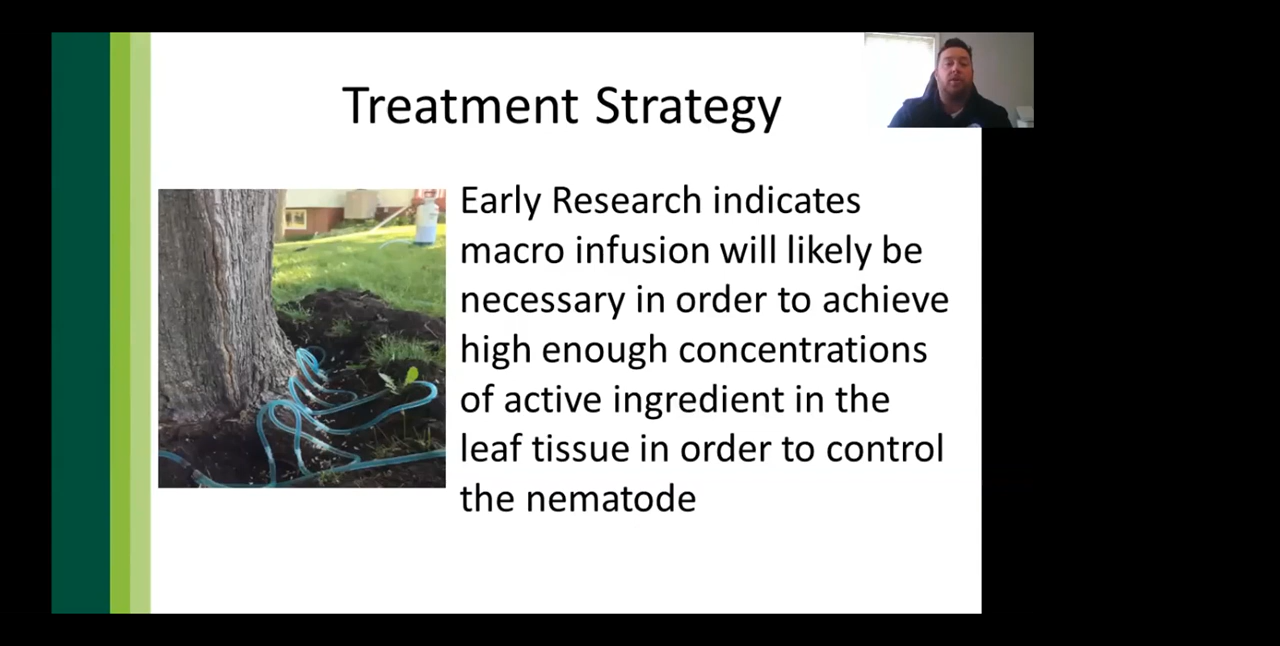 Treatment Strategy
Early Research indicates
macro infusion will likely be
necessary in order to achieve
high enough concentrations
of active ingredient in the
leaf tissue in order to control
the nematode